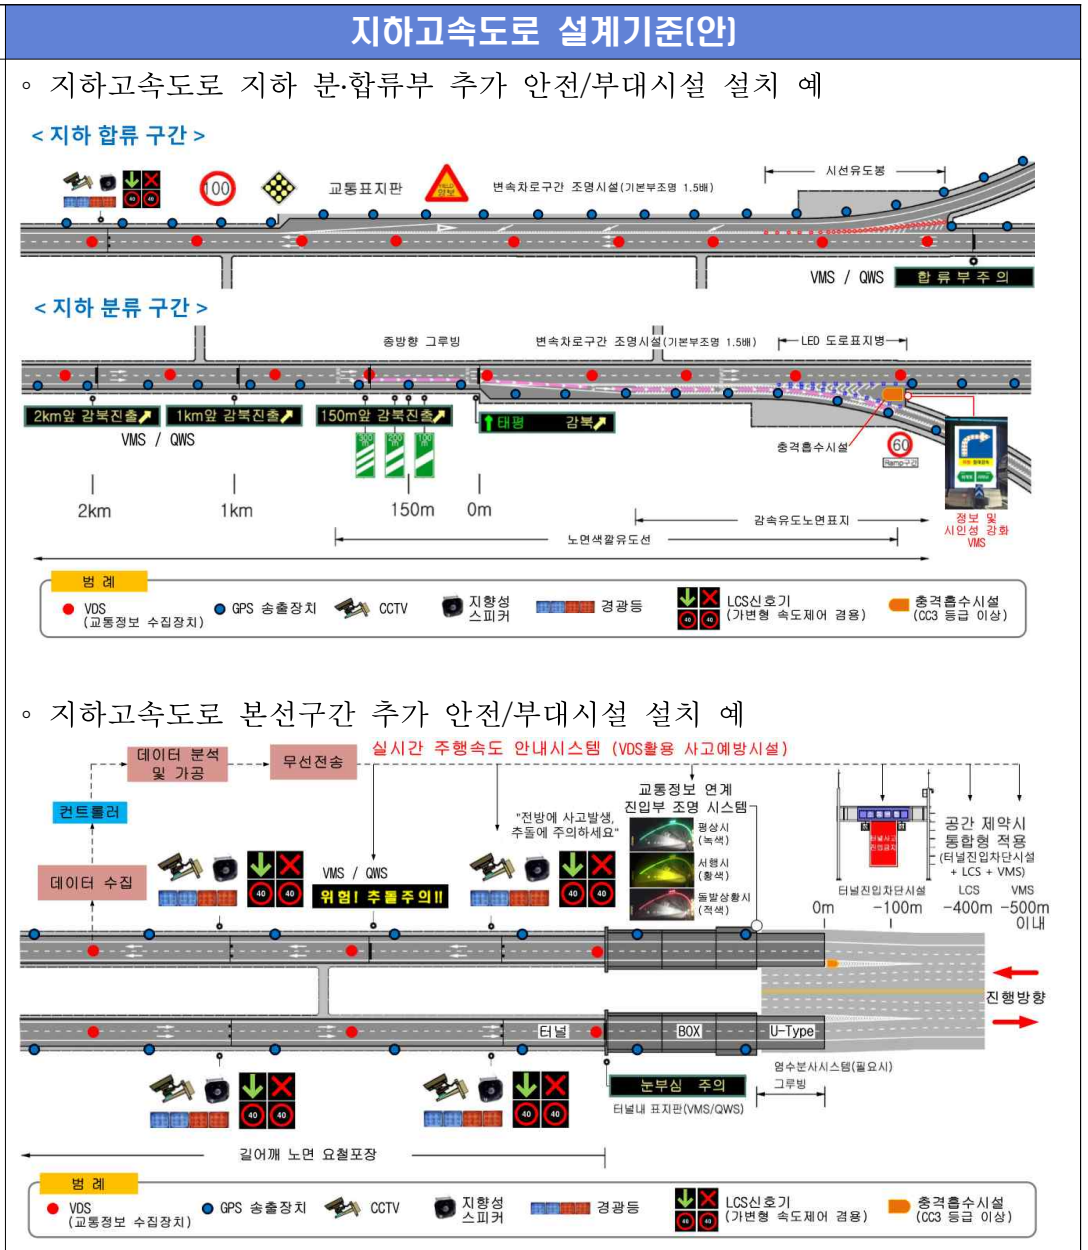 지하고속도로 설계기준(안)
◦ 지하고속도로 지하 분·합류부 추가 안전/부대시설 설치 예
< 지하 합류 구간 >
40 40
100
교통표지판
변속차로구간 조명시설(기본부조명 1.5배)
시선유도봉
VMS / QWS
합류부주의
< 지하 분류 구간 >
종방향 그루빙
변속차로구간 조명시설(기본부조명 1.5배)
LED 도로표지병
2km앞 감북진출
1km앞 감북진출
150m앞 감북진출
태평 감북
VMS / QWS
300m 200m 100m
충격흡수시설
60
Ramp구간
2km
1km
150m
0m
감속유도노면표지
정보 및
시인성 강화
VMS
노면색깔유도선
범 례
VDS
(교통정보 수집장치)
GPS 송출장치
CCTV
지향성
스피커
경광등
40 40
LCS신호기
(가변형 속도제어 겸용)
충격흡수시설
(CC3 등급 이상)
◦ 지하고속도로 본선구간 추가 안전/부대시설 설치 예
실시간 주행속도 안내시스템 (VDS활용 사고예방시설)
데이터 분석
및 가공
무선전송
컨트롤러
데이터 수집
"전방에 사고발생,
추돌에 주의하세요"
교통정보 연계
진입부 조명 시스템
평상시
(녹색)
서행시
(황색)
돌발상황시
(적색)
40 40
VMS / QWS
위험! 추돌주의!!
40 40
터널사고
진입금지
터널진입차단시설
공간 제약시
통합형 적용
(터널진입차단시설
+ LCS + VMS)
LCS
VMS
0m
-100m
-400m
-500m
이내
진행방향
터널
BOX
U-Type
40 40
40 40
눈부심 주의
터널내 표지판(VMS/QWS)
염수분사시스템(필요시)
그루빙
길어깨 노면 요철포장
범 례
VDS
(교통정보 수집장치)
GPS 송출장치
CCTV
지향성
스피커
경광등
40 40
LCS신호기
(가변형 속도제어 겸용)
충격흡수시설
(CC3 등급 이상)